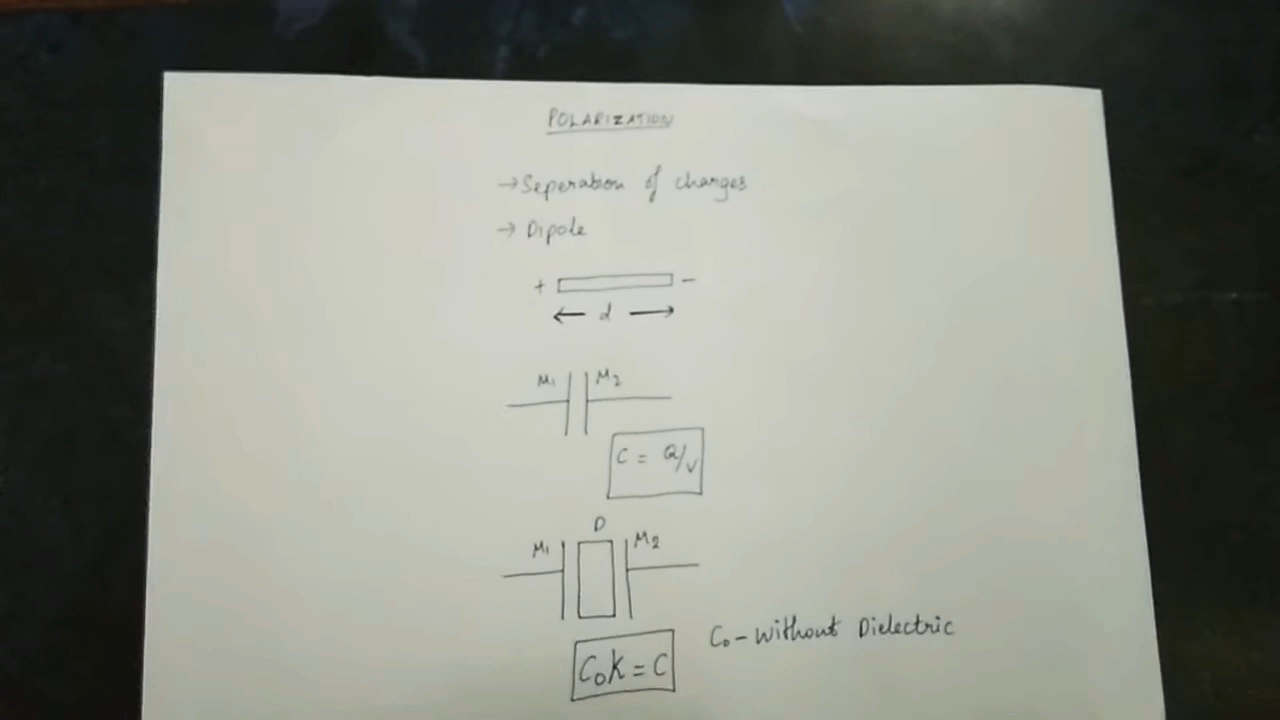 POLARIZATION
→ Seperation of charges
→ Dipole
+ −
← d →
M₁ M₂
C = Q/V
D
M₁ M₂
C₀ - Without Dielectric
C₀K = C